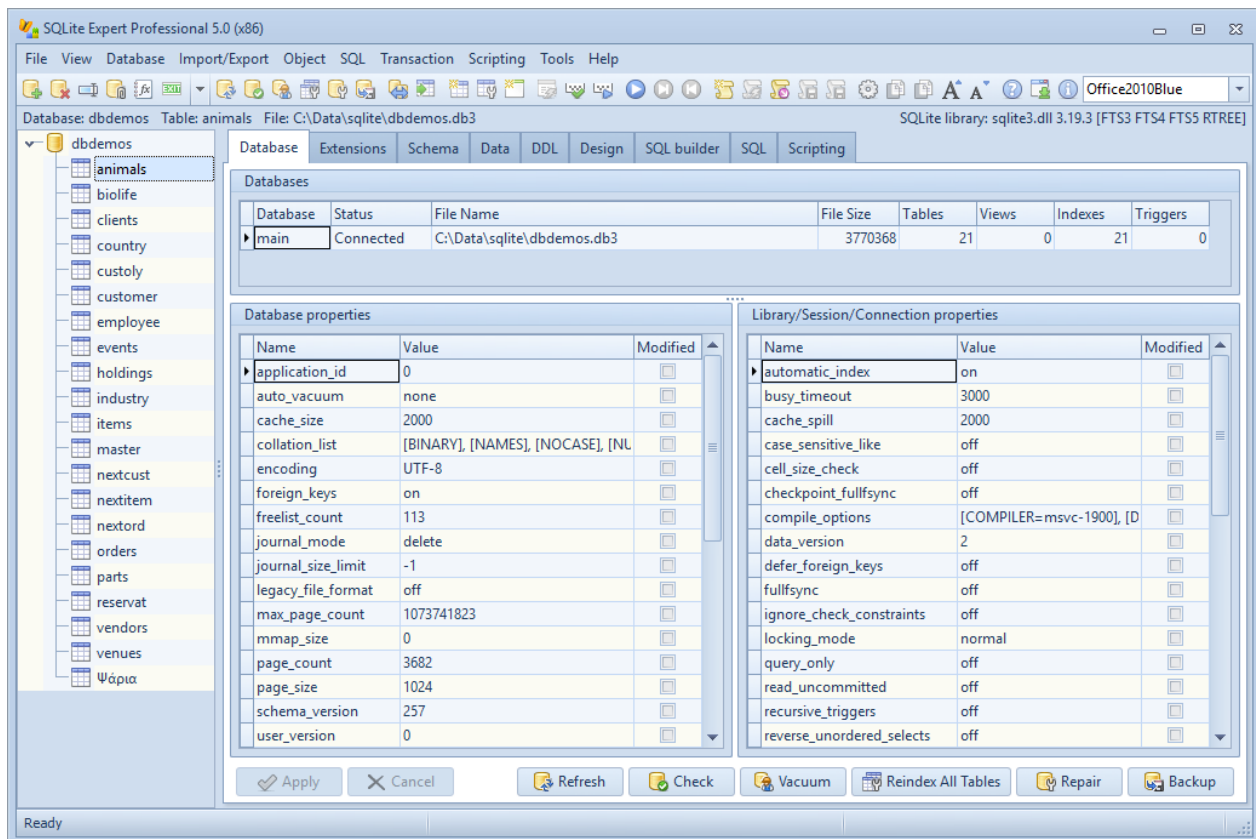 SQLite Expert Professional 5.0 (x86)
File View Database Import/Export Object SQL Transaction Scripting Tools Help
Office2010Blue
Database: dbdemos Table: animals File: C:\Data\sqlite\dbdemos.db3
SQLite library: sqlite3.dll 3.19.3 [FTS3 FTS4 FTS5 RTREE]
dbdemos
animals
biolife
clients
country
custoly
customer
employee
events
holdings
industry
items
master
nextcust
nextitem
nextord
orders
parts
reservat
vendors
venues
Ψάρια
Database Extensions Schema Data DDL Design SQL builder SQL Scripting
Databases
Database Status File Name File Size Tables Views Indexes Triggers
main Connected C:\Data\sqlite\dbdemos.db3 3770368 21 0 21 0
Database properties
Name Value Modified
application_id 0
auto_vacuum none
cache_size 2000
collation_list [BINARY], [NAMES], [NOCASE], [NU
encoding UTF-8
foreign_keys on
freelist_count 113
journal_mode delete
journal_size_limit -1
legacy_file_format off
max_page_count 1073741823
mmap_size 0
page_count 3682
page_size 1024
schema_version 257
user_version 0
Library/Session/Connection properties
Name Value Modified
automatic_index on
busy_timeout 3000
cache_spill 2000
case_sensitive_like off
cell_size_check off
checkpoint_fullfsync off
compile_options [COMPILER=msvc-1900], [D
data_version 2
defer_foreign_keys off
fullfsync off
ignore_check_constraints off
locking_mode normal
query_only off
read_uncommitted off
recursive_triggers off
reverse_unordered_selects off
Apply Cancel Refresh Check Vacuum Reindex All Tables Repair Backup
Ready